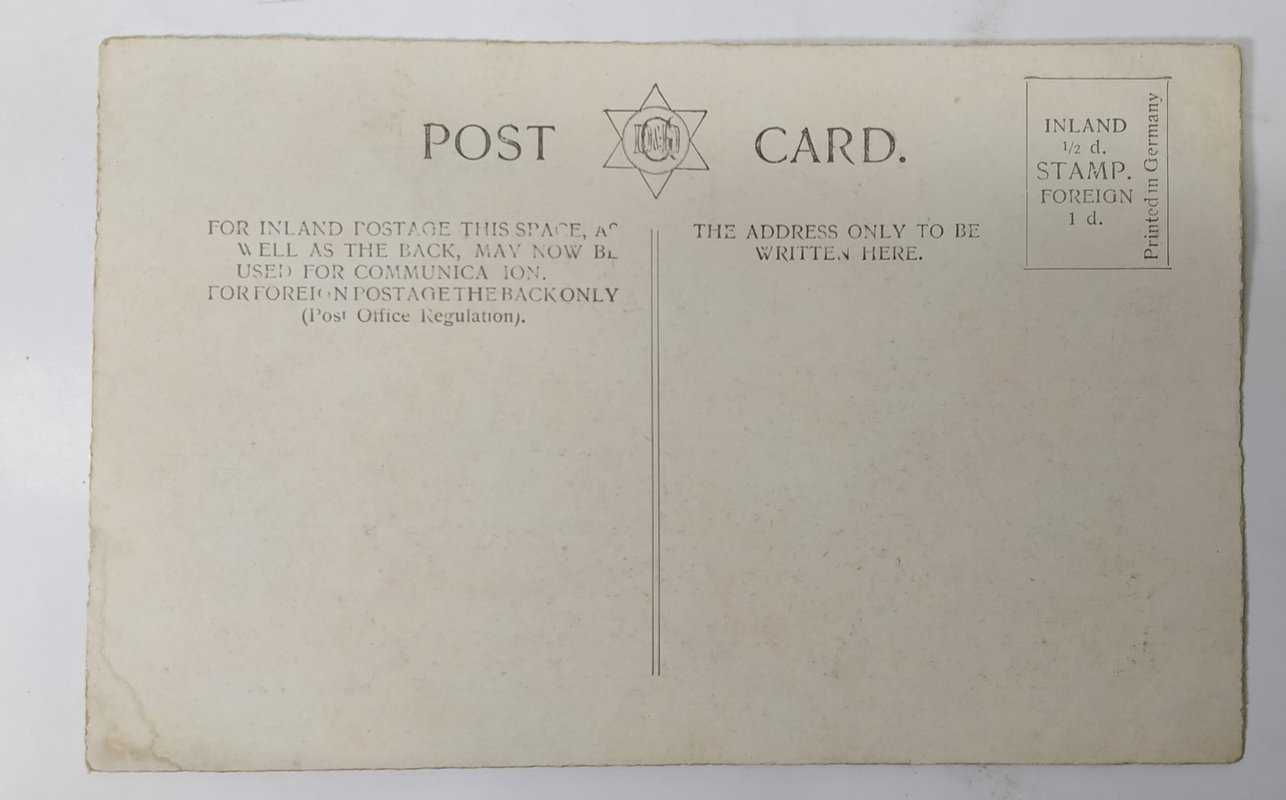 POST CARD.
FOR INLAND POSTAGE THIS SPACE, AS
WELL AS THE BACK, MAY NOW BE
USED FOR COMMUNICA ION.
FOR FOREIGN POSTAGE THE BACK ONLY
(Post Office Regulation).
THE ADDRESS ONLY TO BE
WRITTEN HERE.
INLAND
1/2 d.
STAMP.
FOREIGN
1 d.
Printed in Germany